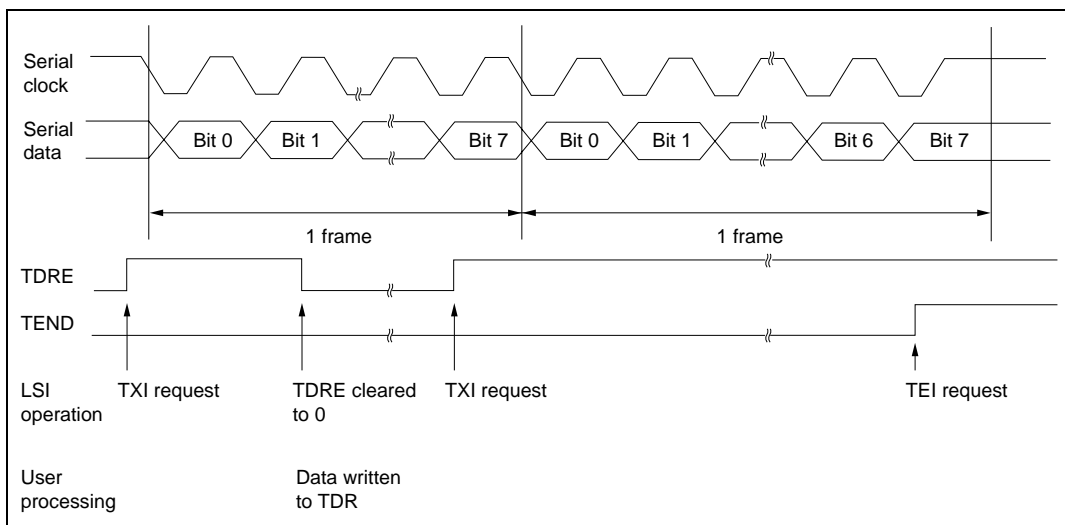 Serial
clock
Serial
data
Bit 0 Bit 1 Bit 7 Bit 0 Bit 1 Bit 6 Bit 7
1 frame 1 frame
TDRE
TEND
LSI
operation
TXI request
TDRE cleared
to 0
TXI request
TEI request
User
processing
Data written
to TDR